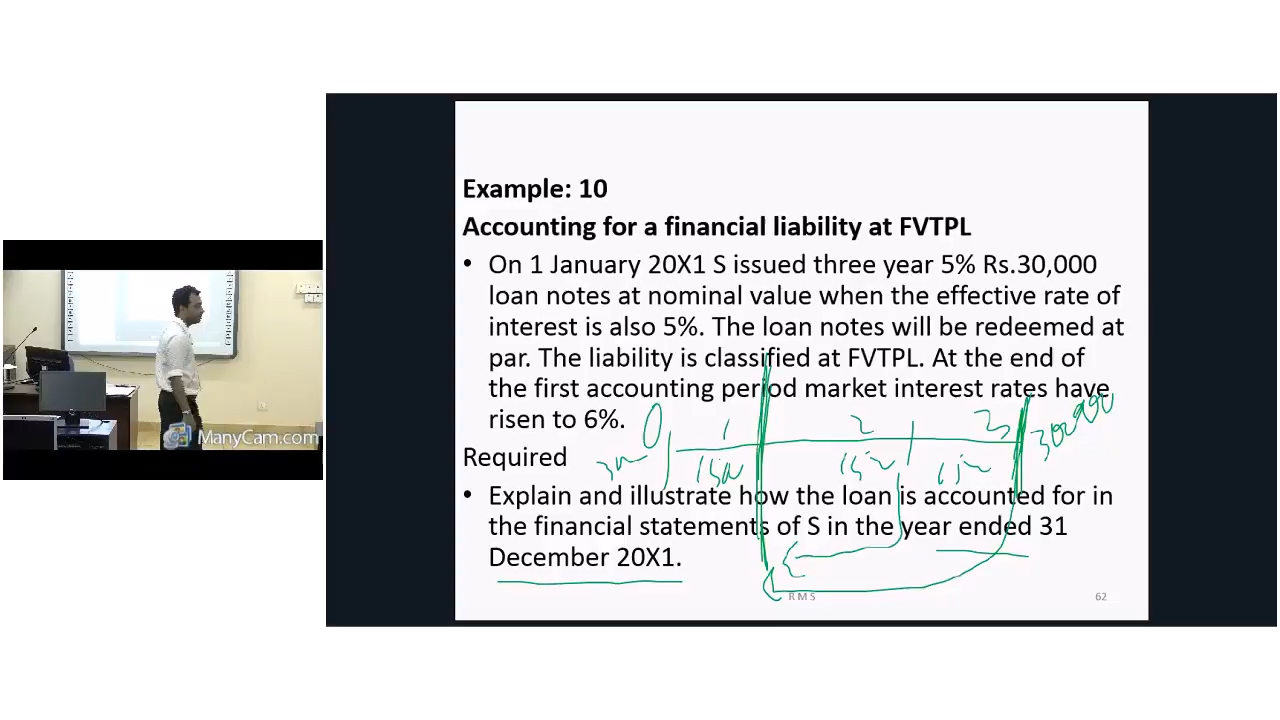 Example: 10
Accounting for a financial liability at FVTPL
• On 1 January 20X1 S issued three year 5% Rs.30,000
loan notes at nominal value when the effective rate of
interest is also 5%. The loan notes will be redeemed at
par. The liability is classified at FVTPL. At the end of
the first accounting period market interest rates have
risen to 6%.
0 1 2 3
Required
• Explain and illustrate how the loan is accounted for in
the financial statements of S in the year ended 31
December 20X1.
R M S 62
ManyCam.com